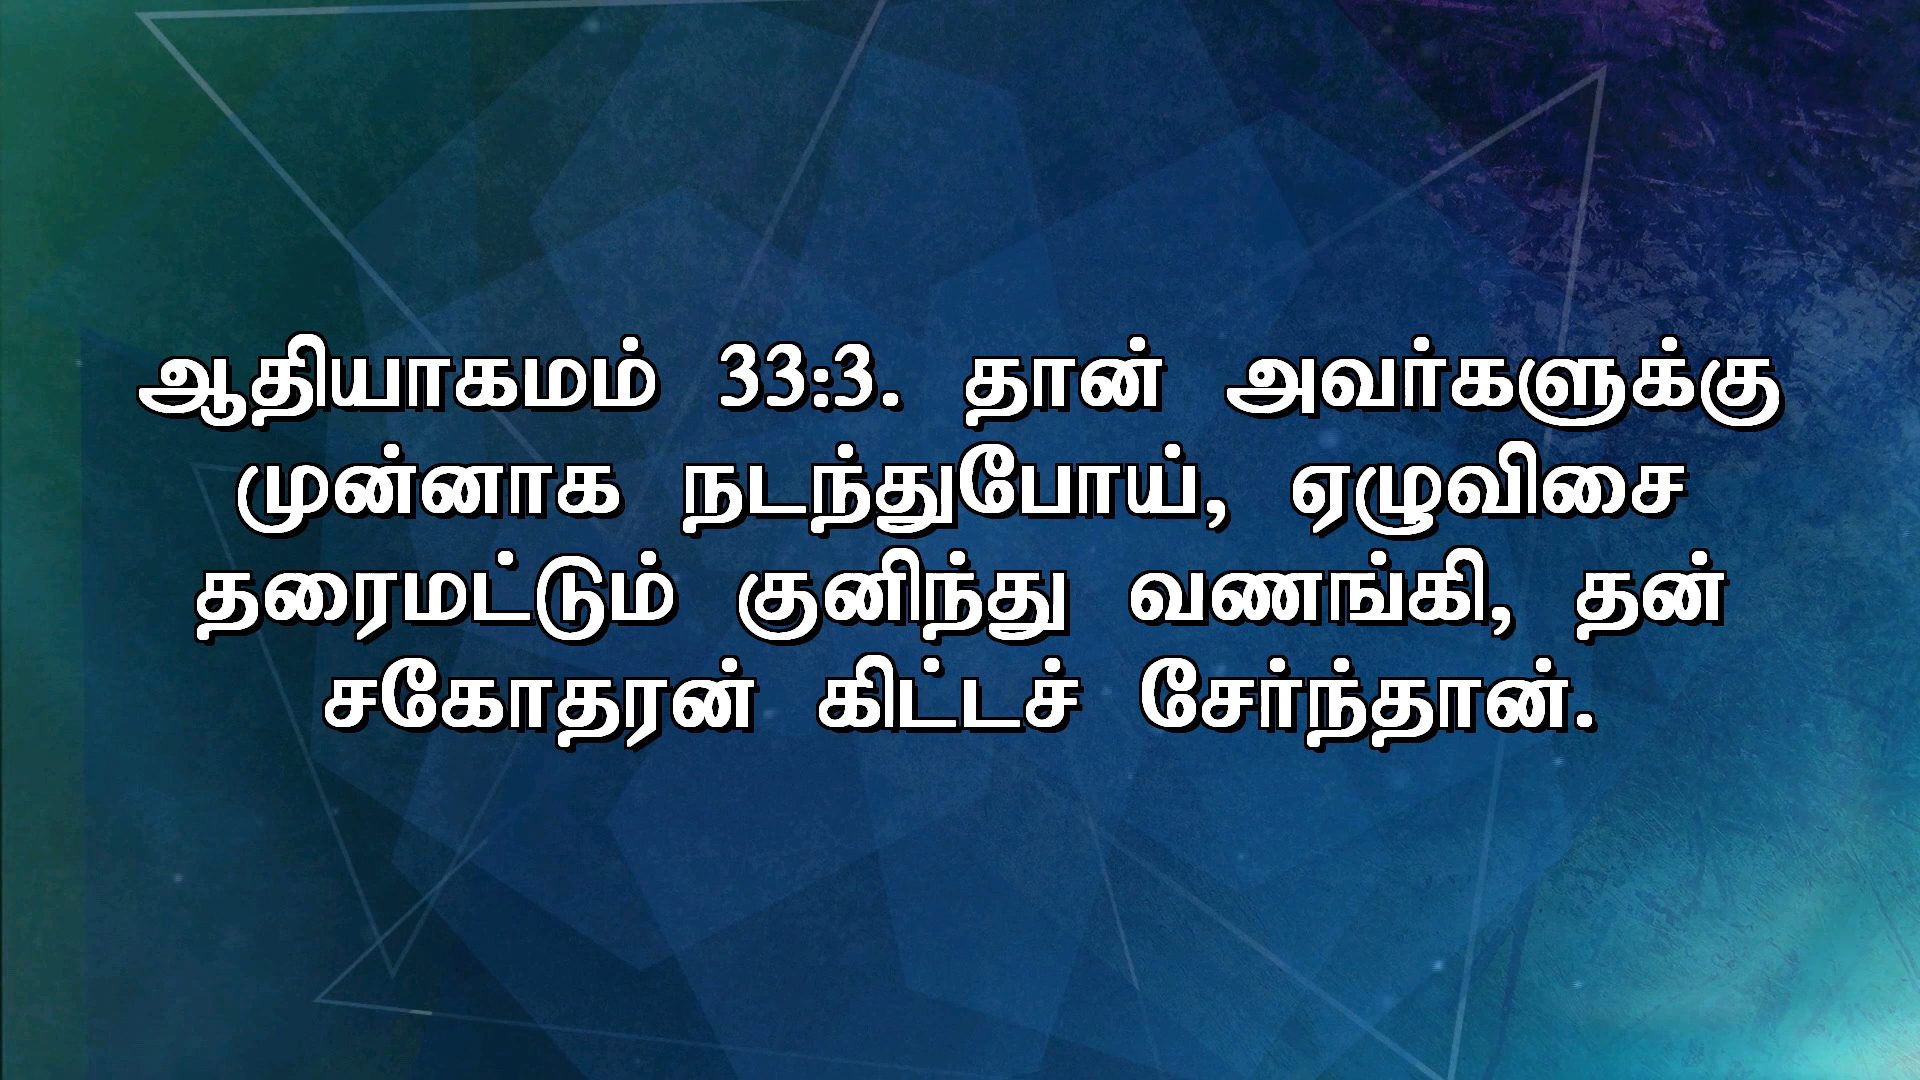 ஆதியாகமம் 33:3. தான் அவர்களுக்கு
முன்னாக நடந்துபோய், ஏழுவிசை
தரைமட்டும் குனிந்து வணங்கி, தன்
சகோதரன் கிட்டச் சேர்ந்தான்.